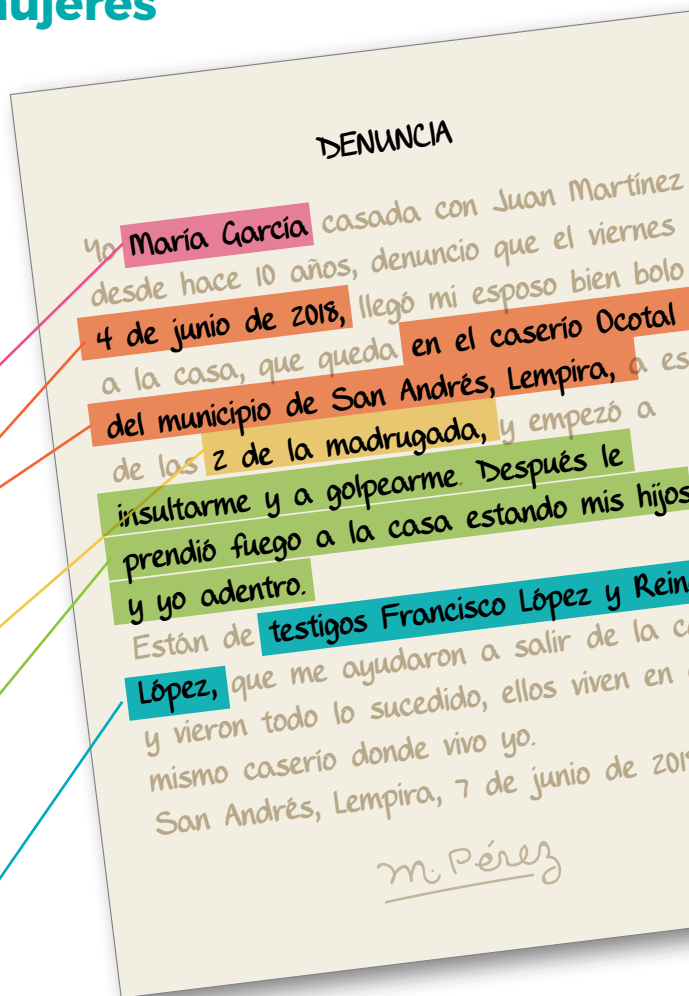 mujeres
DENUNCIA
Yo María García casada con Juan Martínez
desde hace 10 años, denuncio que el viernes
4 de junio de 2018, llegó mi esposo bien bolo
a la casa, que queda en el caserío Ocotal
del municipio de San Andrés, Lempira, a es
de las 2 de la madrugada, y empezó a
insultarme y a golpearme. Después le
prendió fuego a la casa estando mis hijos
y yo adentro.
Están de testigos Francisco López y Rein
López, que me ayudaron a salir de la c
y vieron todo lo sucedido, ellos viven en
mismo caserío donde vivo yo.
San Andrés, Lempira, 7 de junio de 201
M. Pérez